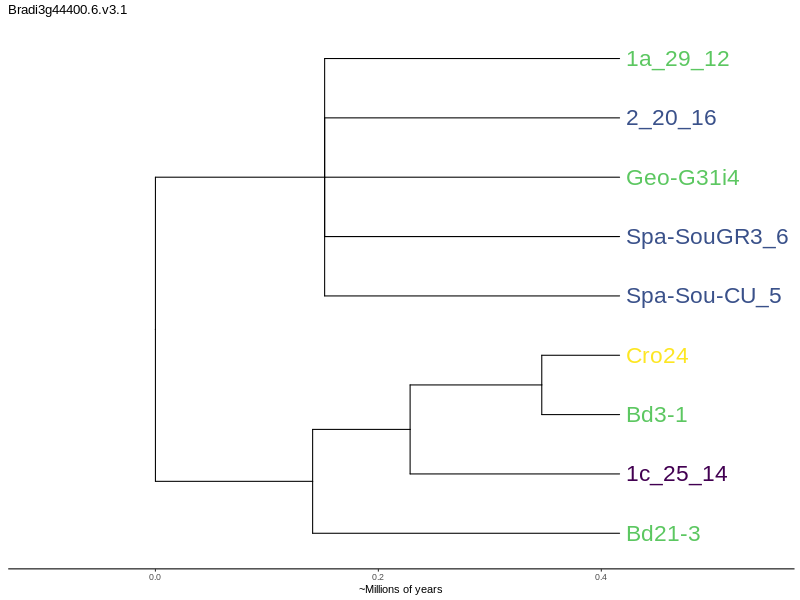 Bradi3g44400.6.v3.1
1a_29_12
2_20_16
Geo-G31i4
Spa-SouGR3_6
Spa-Sou-CU_5
Cro24
Bd3-1
1c_25_14
Bd21-3
0.0 0.2 0.4
~Millions of years